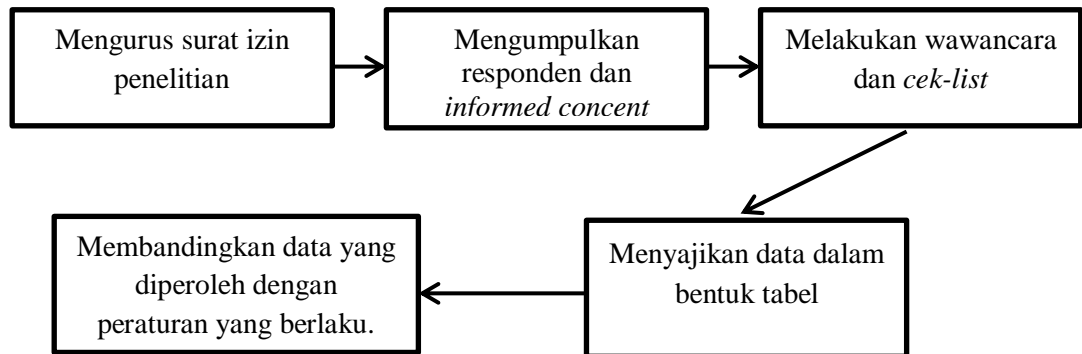 Mengurus surat izin
penelitian
Mengumpulkan
responden dan
informed concent
Melakukan wawancara
dan cek-list
Menyajikan data dalam
bentuk tabel
Membandingkan data yang
diperoleh dengan
peraturan yang berlaku.